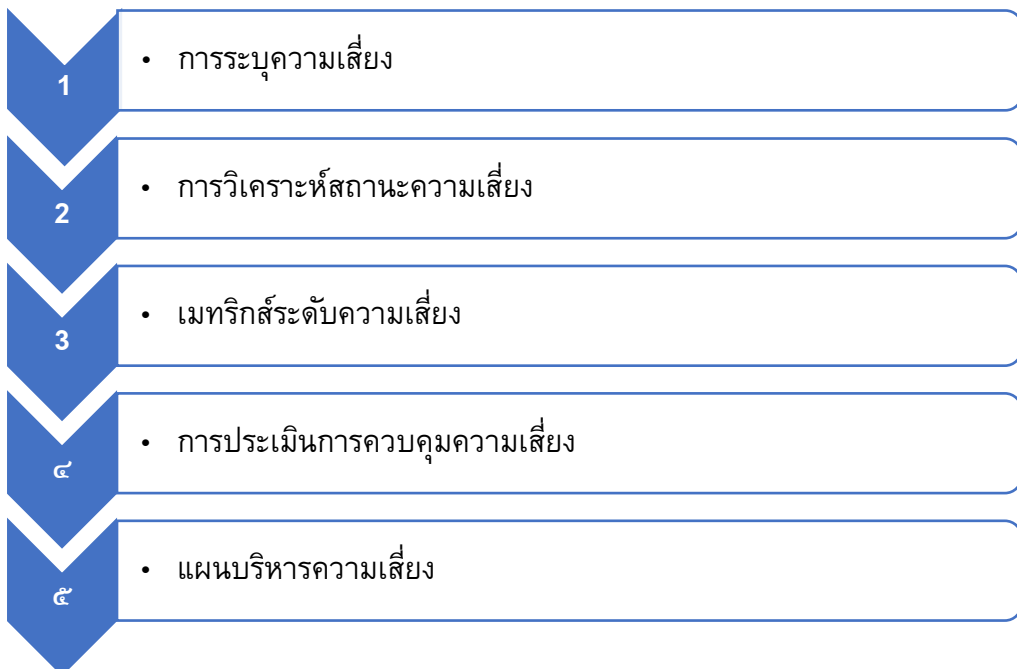 1
• การระบุความเสี่ยง
2
• การวิเคราะห์สถานะความเสี่ยง
3
• เมทริกส์ระดับความเสี่ยง
๔
• การประเมินการควบคุมความเสี่ยง
๕
• แผนบริหารความเสี่ยง